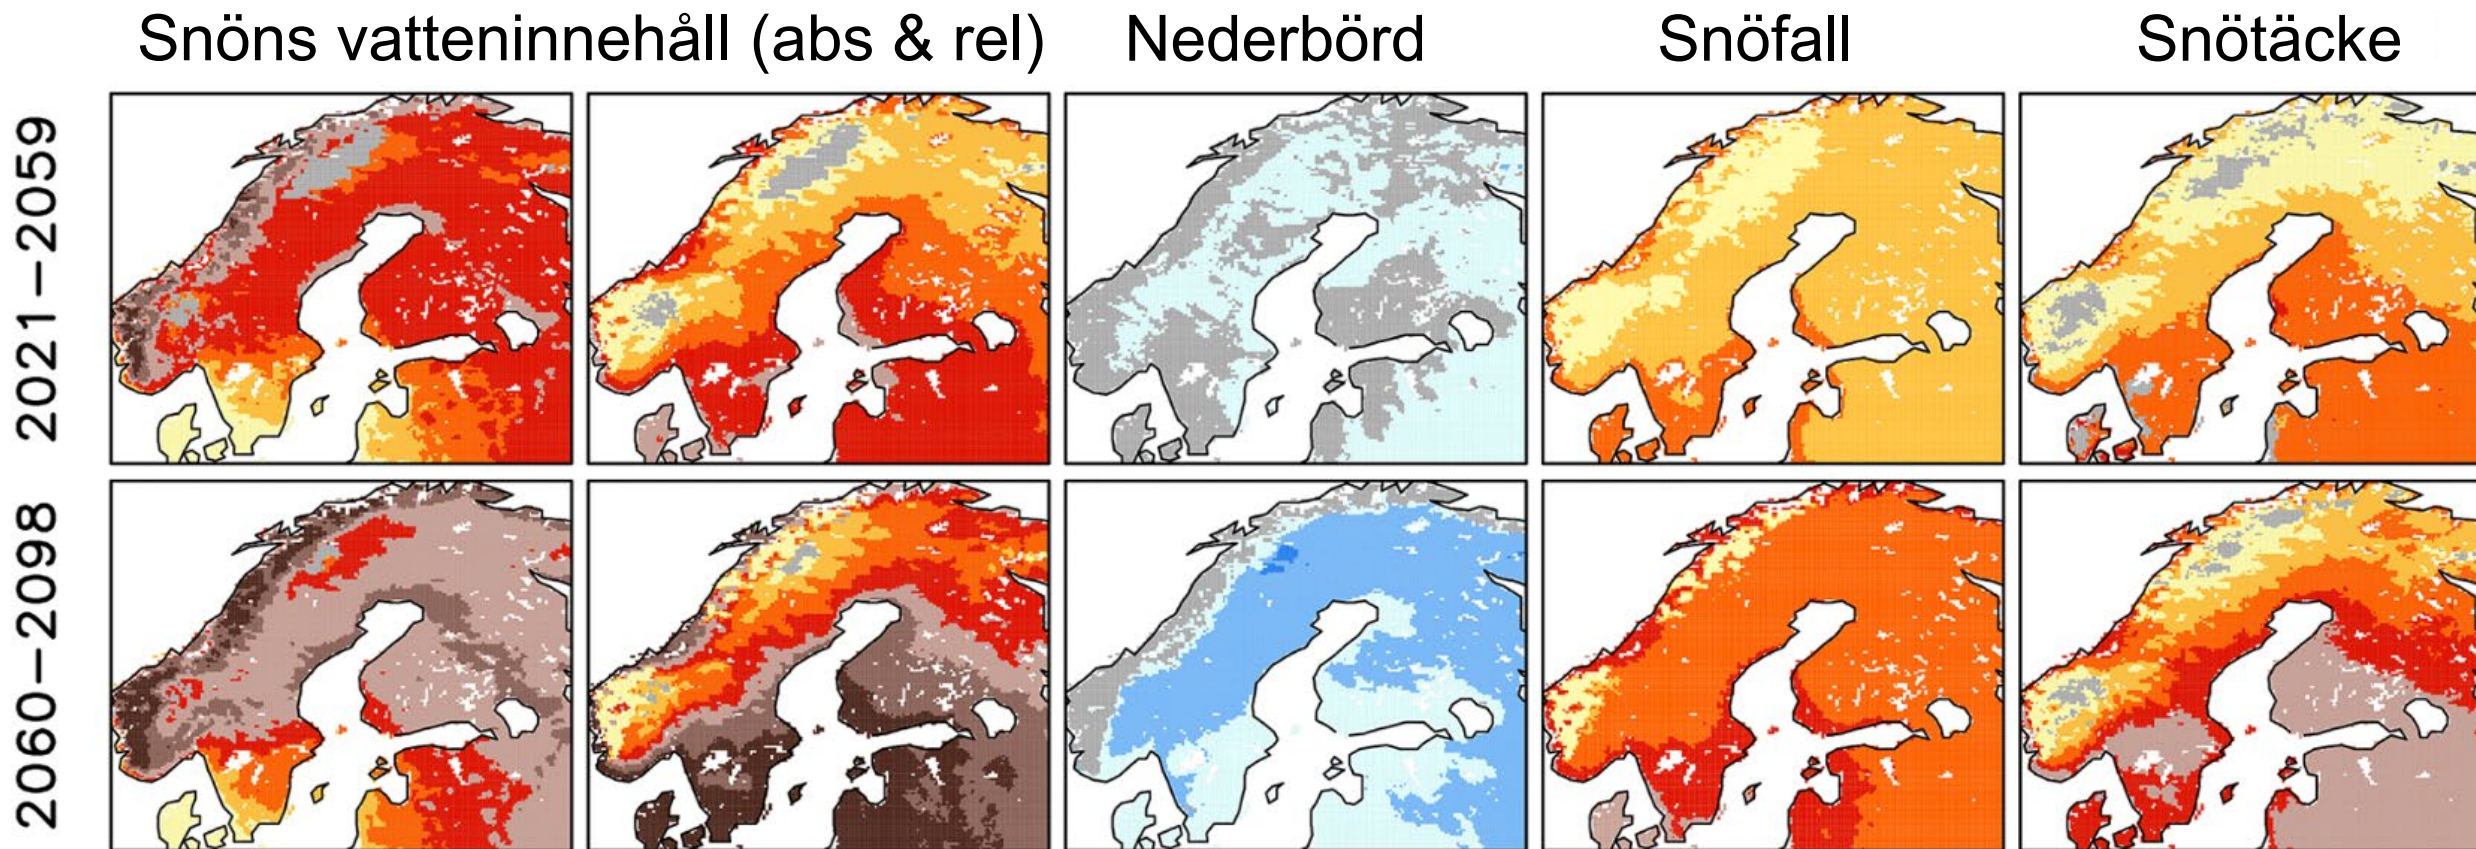 Snöns vatteninnehåll (abs & rel)
Nederbörd
Snöfall
Snötäcke
2021–2059
2060–2098